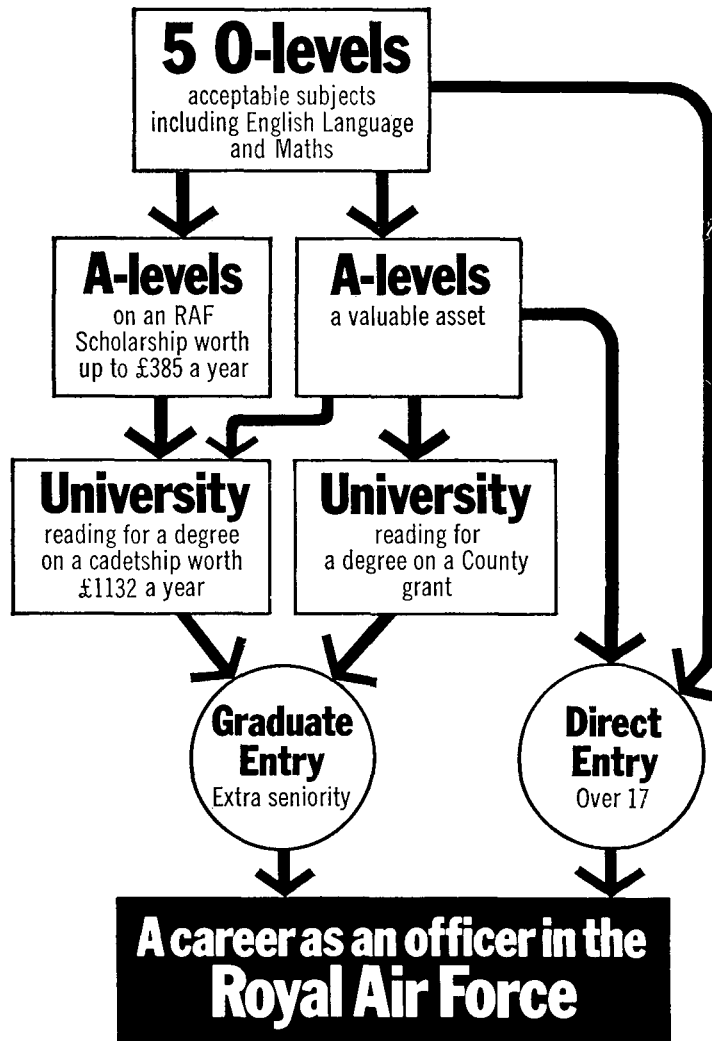 5 O-levels
acceptable subjects
including English Language
and Maths
A-levels
on an RAF
Scholarship worth
up to £385 a year
A-levels
a valuable asset
University
reading for a degree
on a cadetship worth
£1132 a year
University
reading for
a degree on a County
grant
Graduate
Entry
Extra seniority
Direct
Entry
Over 17
A career as an officer in the
Royal Air Force